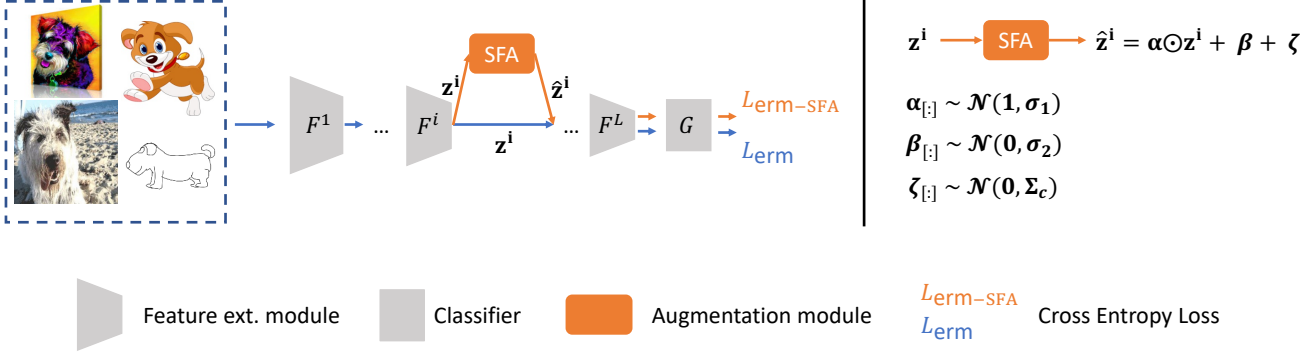 SFA
z^i ẑ^i
F^1 ... F^i z^i ... F^L G
L_erm−SFA
L_erm
z^i SFA ẑ^i = α⊙z^i + β + ζ
α_[:] ~ 𝒩(1, σ_1)
β_[:] ~ 𝒩(0, σ_2)
ζ_[:] ~ 𝒩(0, Σ_c)
Feature ext. module
Classifier
Augmentation module
L_erm−SFA
L_erm
Cross Entropy Loss